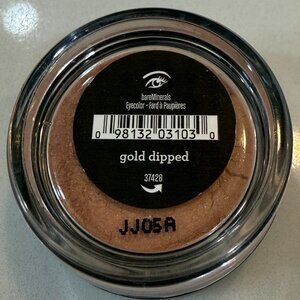 bareMinerals
Eyecolor - Fard à Paupières
0 98132 03103 0
gold dipped
37428
JJ05A